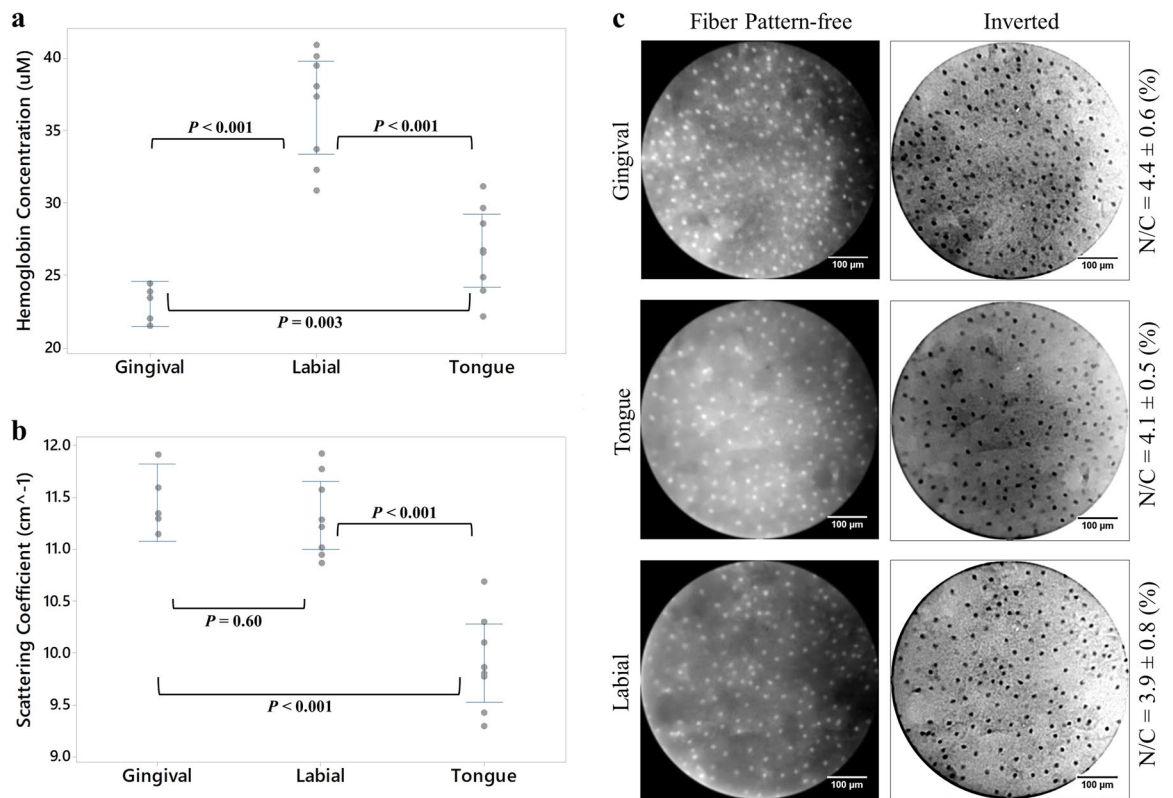 a
Hemoglobin Concentration (uM)
40
35
30
25
20
P < 0.001
P < 0.001
P = 0.003
Gingival
Labial
Tongue
b
Scattering Coefficient (cm^-1)
12.0
11.5
11.0
10.5
10.0
9.5
9.0
P < 0.001
P = 0.60
P < 0.001
Gingival
Labial
Tongue
c
Fiber Pattern-free
Inverted
Gingival
100 µm
100 µm
N/C = 4.4 ± 0.6 (%)
Tongue
100 µm
100 µm
N/C = 4.1 ± 0.5 (%)
Labial
100 µm
100 µm
N/C = 3.9 ± 0.8 (%)